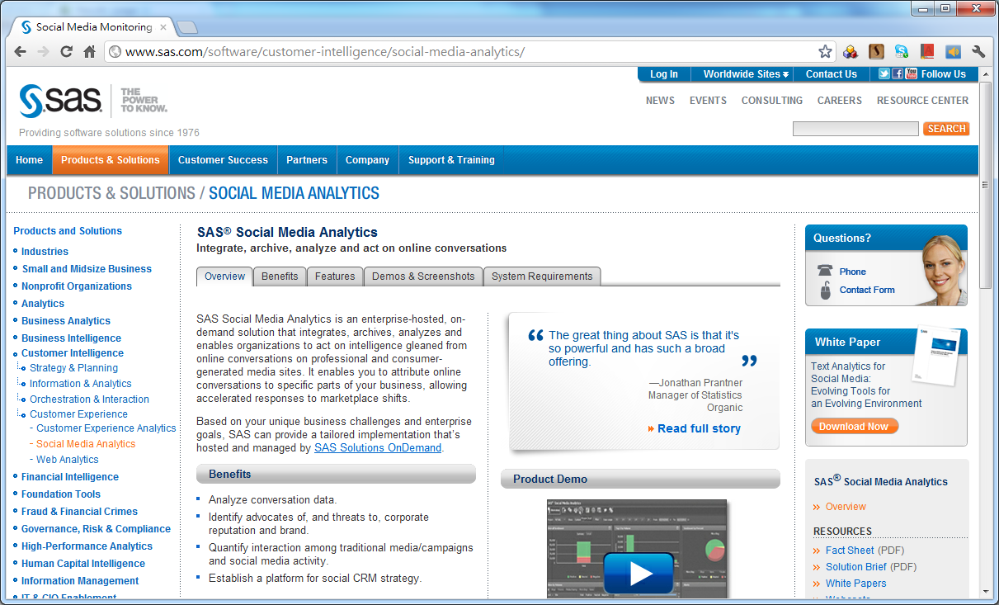 Social Media Monitoring
www.sas.com/software/customer-intelligence/social-media-analytics/
Log In
Worldwide Sites
Contact Us
Follow Us
sas
THE
POWER
TO KNOW.
Providing software solutions since 1976
NEWS
EVENTS
CONSULTING
CAREERS
RESOURCE CENTER
SEARCH
Home
Products & Solutions
Customer Success
Partners
Company
Support & Training
PRODUCTS & SOLUTIONS / SOCIAL MEDIA ANALYTICS
Products and Solutions
Industries
Small and Midsize Business
Nonprofit Organizations
Analytics
Business Analytics
Business Intelligence
Customer Intelligence
Strategy & Planning
Information & Analytics
Orchestration & Interaction
Customer Experience
- Customer Experience Analytics
- Social Media Analytics
- Web Analytics
Financial Intelligence
Foundation Tools
Fraud & Financial Crimes
Governance, Risk & Compliance
High-Performance Analytics
Human Capital Intelligence
Information Management
IT & CIO Enablement
SAS® Social Media Analytics
Integrate, archive, analyze and act on online conversations
Overview
Benefits
Features
Demos & Screenshots
System Requirements
SAS Social Media Analytics is an enterprise-hosted, on-
demand solution that integrates, archives, analyzes and
enables organizations to act on intelligence gleaned from
online conversations on professional and consumer-
generated media sites. It enables you to attribute online
conversations to specific parts of your business, allowing
accelerated responses to marketplace shifts.
Based on your unique business challenges and enterprise
goals, SAS can provide a tailored implementation that's
hosted and managed by SAS Solutions OnDemand.
Benefits
Analyze conversation data.
Identify advocates of, and threats to, corporate
reputation and brand.
Quantify interaction among traditional media/campaigns
and social media activity.
Establish a platform for social CRM strategy.
“ The great thing about SAS is that it's
so powerful and has such a broad
offering. ”
—Jonathan Prantner
Manager of Statistics
Organic
Read full story
Product Demo
Questions?
Phone
Contact Form
White Paper
Text Analytics for
Social Media:
Evolving Tools for
an Evolving Environment
Download Now
SAS® Social Media Analytics
Overview
RESOURCES
Fact Sheet (PDF)
Solution Brief (PDF)
White Papers
Webcasts